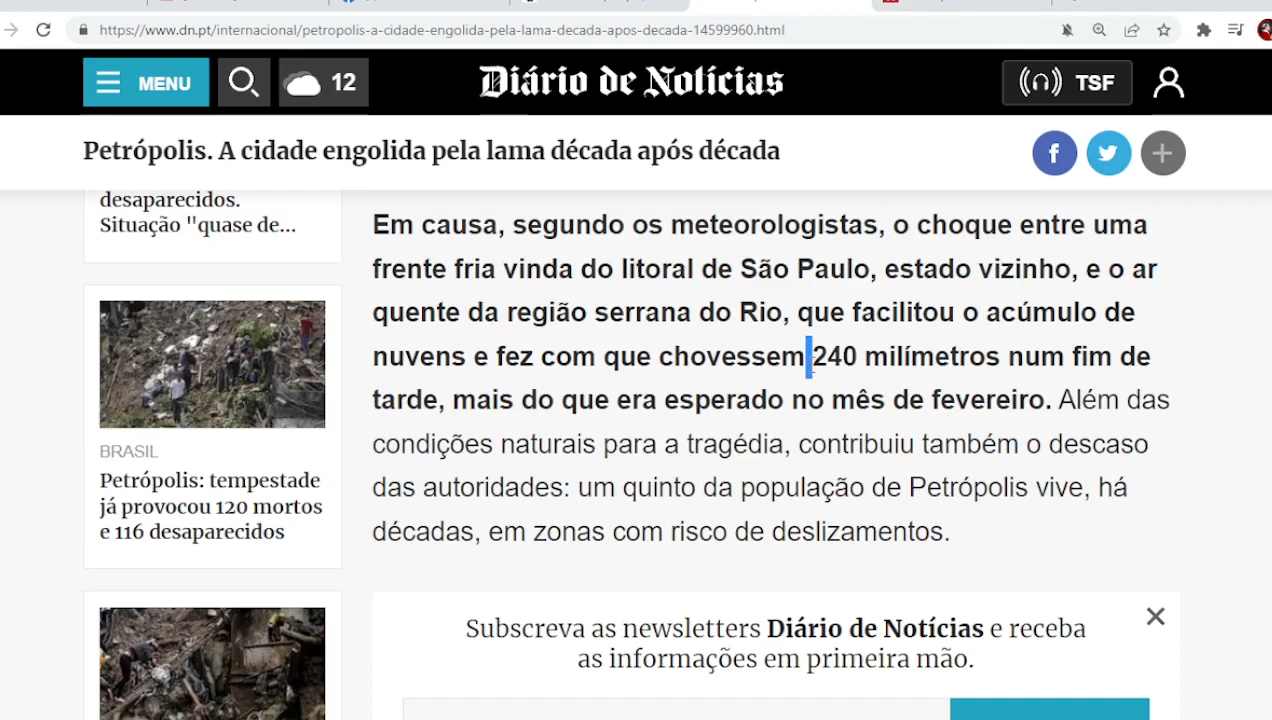 https://www.dn.pt/internacional/petropolis-a-cidade-engolida-pela-lama-decada-apos-decada-14599960.html
MENU
12
Diário de Notícias
TSF
Petrópolis. A cidade engolida pela lama década após década
f
desaparecidos.
Situação "quase de...
BRASIL
Petrópolis: tempestade
já provocou 120 mortos
e 116 desaparecidos
Em causa, segundo os meteorologistas, o choque entre uma
frente fria vinda do litoral de São Paulo, estado vizinho, e o ar
quente da região serrana do Rio, que facilitou o acúmulo de
nuvens e fez com que chovessem 240 milímetros num fim de
tarde, mais do que era esperado no mês de fevereiro. Além das
condições naturais para a tragédia, contribuiu também o descaso
das autoridades: um quinto da população de Petrópolis vive, há
décadas, em zonas com risco de deslizamentos.
Subscreva as newsletters Diário de Notícias e receba
as informações em primeira mão.